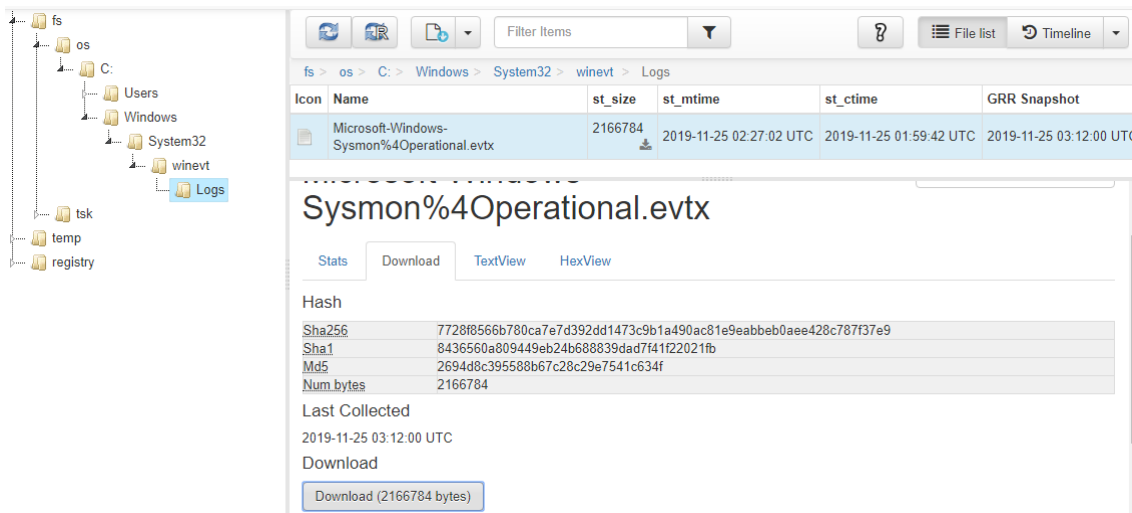 fs
os
C:
Users
Windows
System32
winevt
Logs
tsk
temp
registry
Filter Items
File list
Timeline
fs > os > C: > Windows > System32 > winevt > Logs
Icon Name st_size st_mtime st_ctime GRR Snapshot
Microsoft-Windows-
Sysmon%4Operational.evtx
2166784
2019-11-25 02:27:02 UTC 2019-11-25 01:59:42 UTC 2019-11-25 03:12:00 UTC
Microsoft-Windows-
Sysmon%4Operational.evtx
Stats Download TextView HexView
Hash
Sha256 7728f8566b780ca7e7d392dd1473c9b1a490ac81e9eabbeb0aee428c787f37e9
Sha1 8436560a809449eb24b688839dad7f41f22021fb
Md5 2694d8c395588b67c28c29e7541c634f
Num bytes 2166784
Last Collected
2019-11-25 03:12:00 UTC
Download
Download (2166784 bytes)